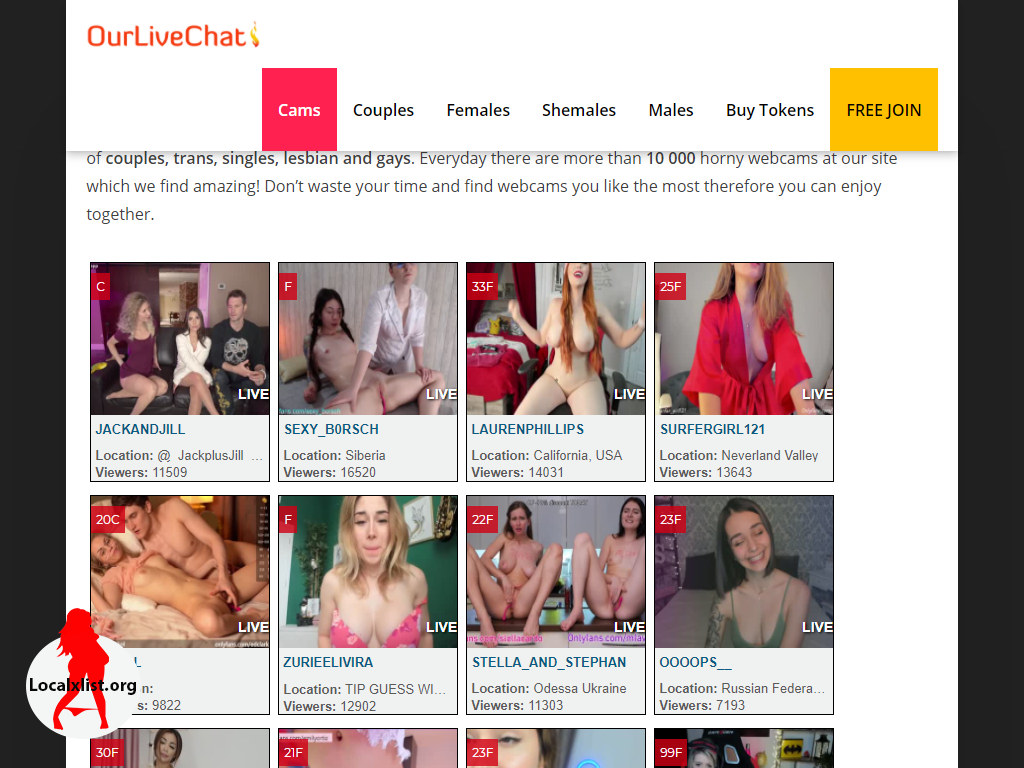 OurLiveChat
Cams Couples Females Shemales Males Buy Tokens FREE JOIN
of couples, trans, singles, lesbian and gays. Everyday there are more than 10 000 horny webcams at our site
which we find amazing! Don’t waste your time and find webcams you like the most therefore you can enjoy
together.
C F 33F 25F
LIVE LIVE LIVE LIVE
JACKANDJILL SEXY_B0RSCH LAURENPHILLIPS SURFERGIRL121
Location: @_JackplusJill_... Location: Siberia Location: California, USA Location: Neverland Valley
Viewers: 11509 Viewers: 16520 Viewers: 14031 Viewers: 13643
20C F 22F 23F
LIVE LIVE LIVE LIVE
ZURIEELIVIRA STELLA_AND_STEPHAN OOOOPS__
Location: TIP GUESS WI... Location: Odessa Ukraine Location: Russian Federa...
9822 Viewers: 12902 Viewers: 11303 Viewers: 7193
Localxlist.org
30F 21F 23F 99F